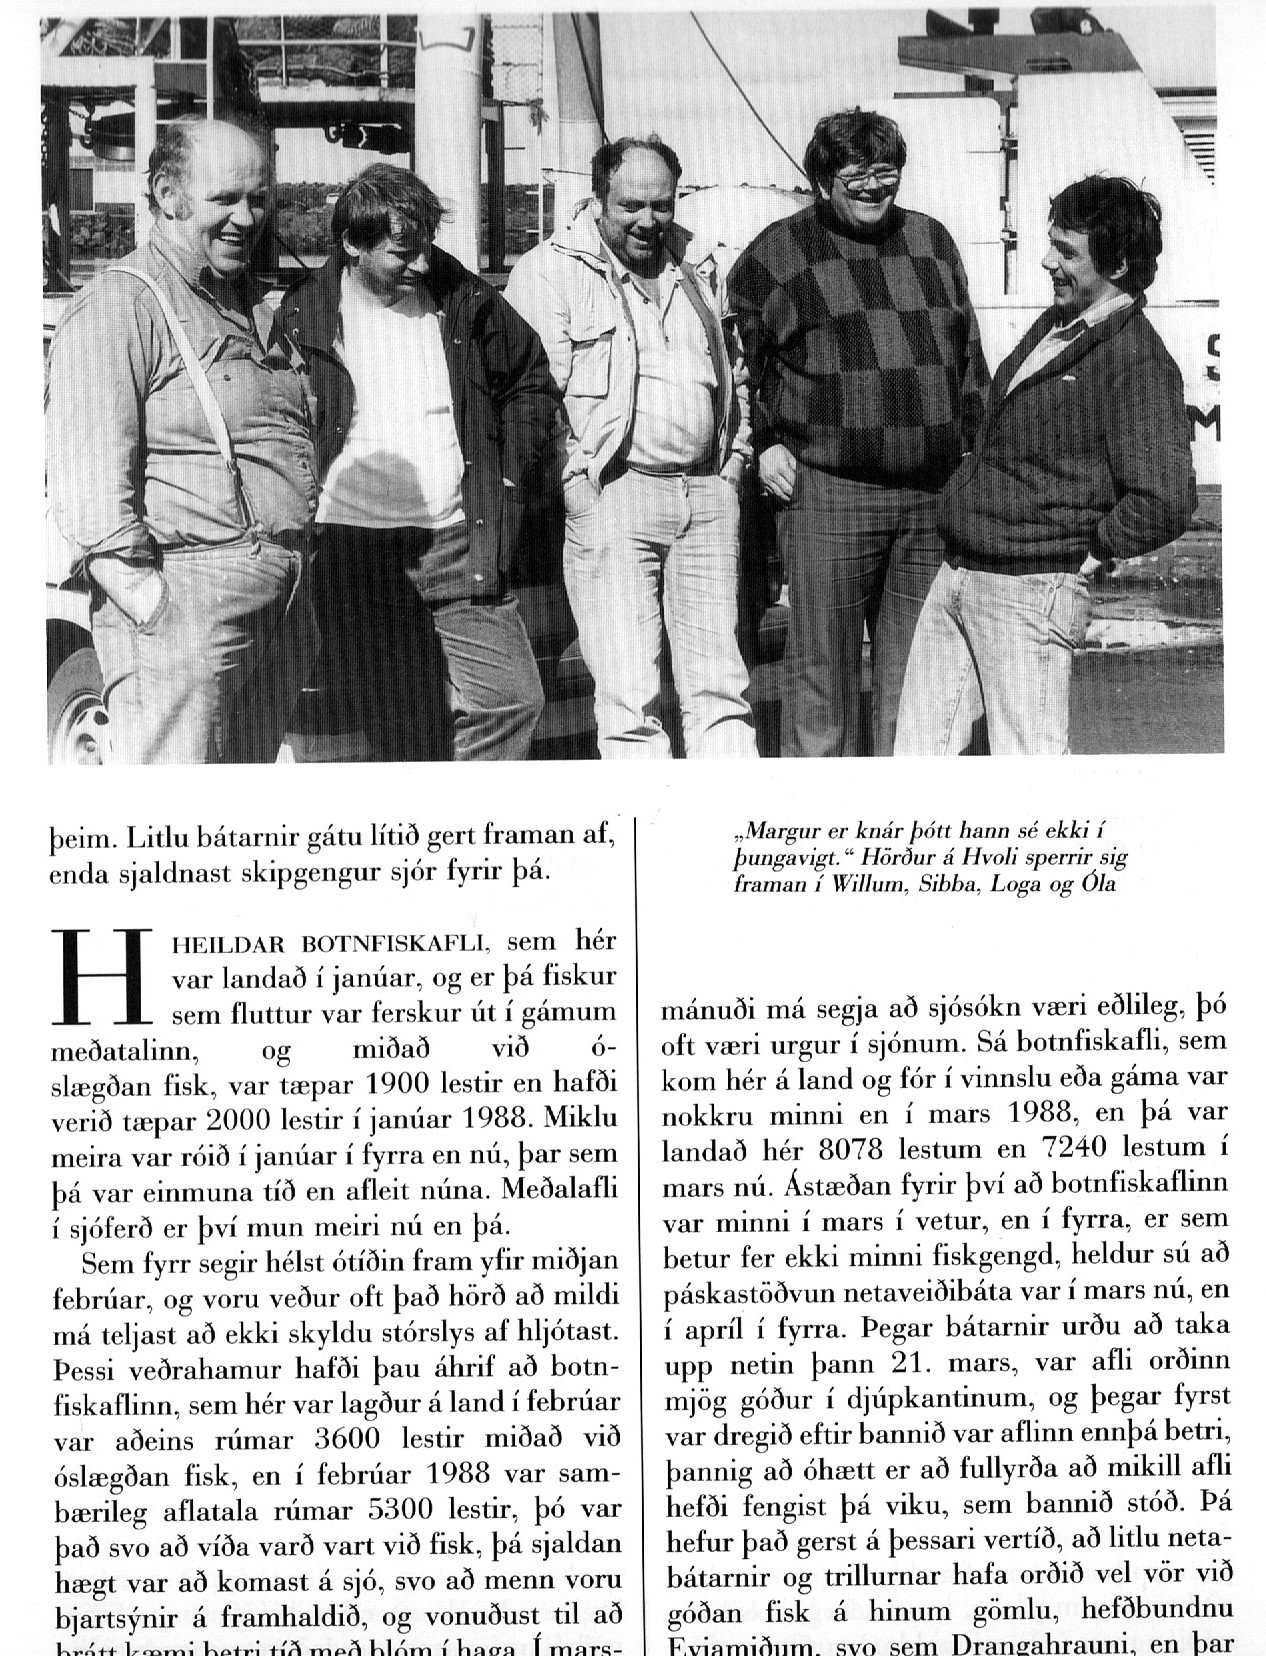 S
M
þeim. Litlu bátarnir gátu lítið gert framan af,
enda sjaldnast skipgengur sjór fyrir þá.
HHEILDAR BOTNFISKAFLI, sem hér
var landað í janúar, og er þá fiskur
sem fluttur var ferskur út í gámum
meðatalinn, og miðað við ó-
slægðan fisk, var tæpar 1900 lestir en hafði
verið tæpar 2000 lestir í janúar 1988. Miklu
meira var róið í janúar í fyrra en nú, þar sem
þá var einmuna tíð en afleit núna. Meðalafli
í sjóferð er því mun meiri nú en þá.
Sem fyrr segir hélst ótíðin fram yfir miðjan
febrúar, og voru veður oft það hörð að mildi
má teljast að ekki skyldu stórslys af hljótast.
Þessi veðrahamur hafði þau áhrif að botn-
fiskaflinn, sem hér var lagður á land í febrúar
var aðeins rúmar 3600 lestir miðað við
óslægðan fisk, en í febrúar 1988 var sam-
bærileg aflatala rúmar 5300 lestir, þó var
það svo að víða varð vart við fisk, þá sjaldan
hægt var að komast á sjó, svo að menn voru
bjartsýnir á framhaldið, og vonuðust til að
brátt kæmi betri tíð með blóm í haga. Í mars-
„Margur er knár þótt hann sé ekki í
þungavigt.“ Hörður á Hvoli sperrir sig
framan í Willum, Sibba, Loga og Óla
mánuði má segja að sjósókn væri eðlileg, þó
oft væri urgur í sjónum. Sá botnfiskafli, sem
kom hér á land og fór í vinnslu eða gáma var
nokkru minni en í mars 1988, en þá var
landað hér 8078 lestum en 7240 lestum í
mars nú. Ástæðan fyrir því að botnfiskaflinn
var minni í mars í vetur, en í fyrra, er sem
betur fer ekki minni fiskgengd, heldur sú að
páskastöðvun netaveiðibáta var í mars nú, en
í apríl í fyrra. Þegar bátarnir urðu að taka
upp netin þann 21. mars, var afli orðinn
mjög góður í djúpkantinum, og þegar fyrst
var dregið eftir bannið var aflinn ennþá betri,
þannig að óhætt er að fullyrða að mikill afli
hefði fengist þá viku, sem bannið stóð. Þá
hefur það gerst á þessari vertíð, að litlu neta-
bátarnir og trillurnar hafa orðið vel vör við
góðan fisk á hinum gömlu, hefðbundnu
Eyjamiðum, svo sem Drangahrauni, en þar